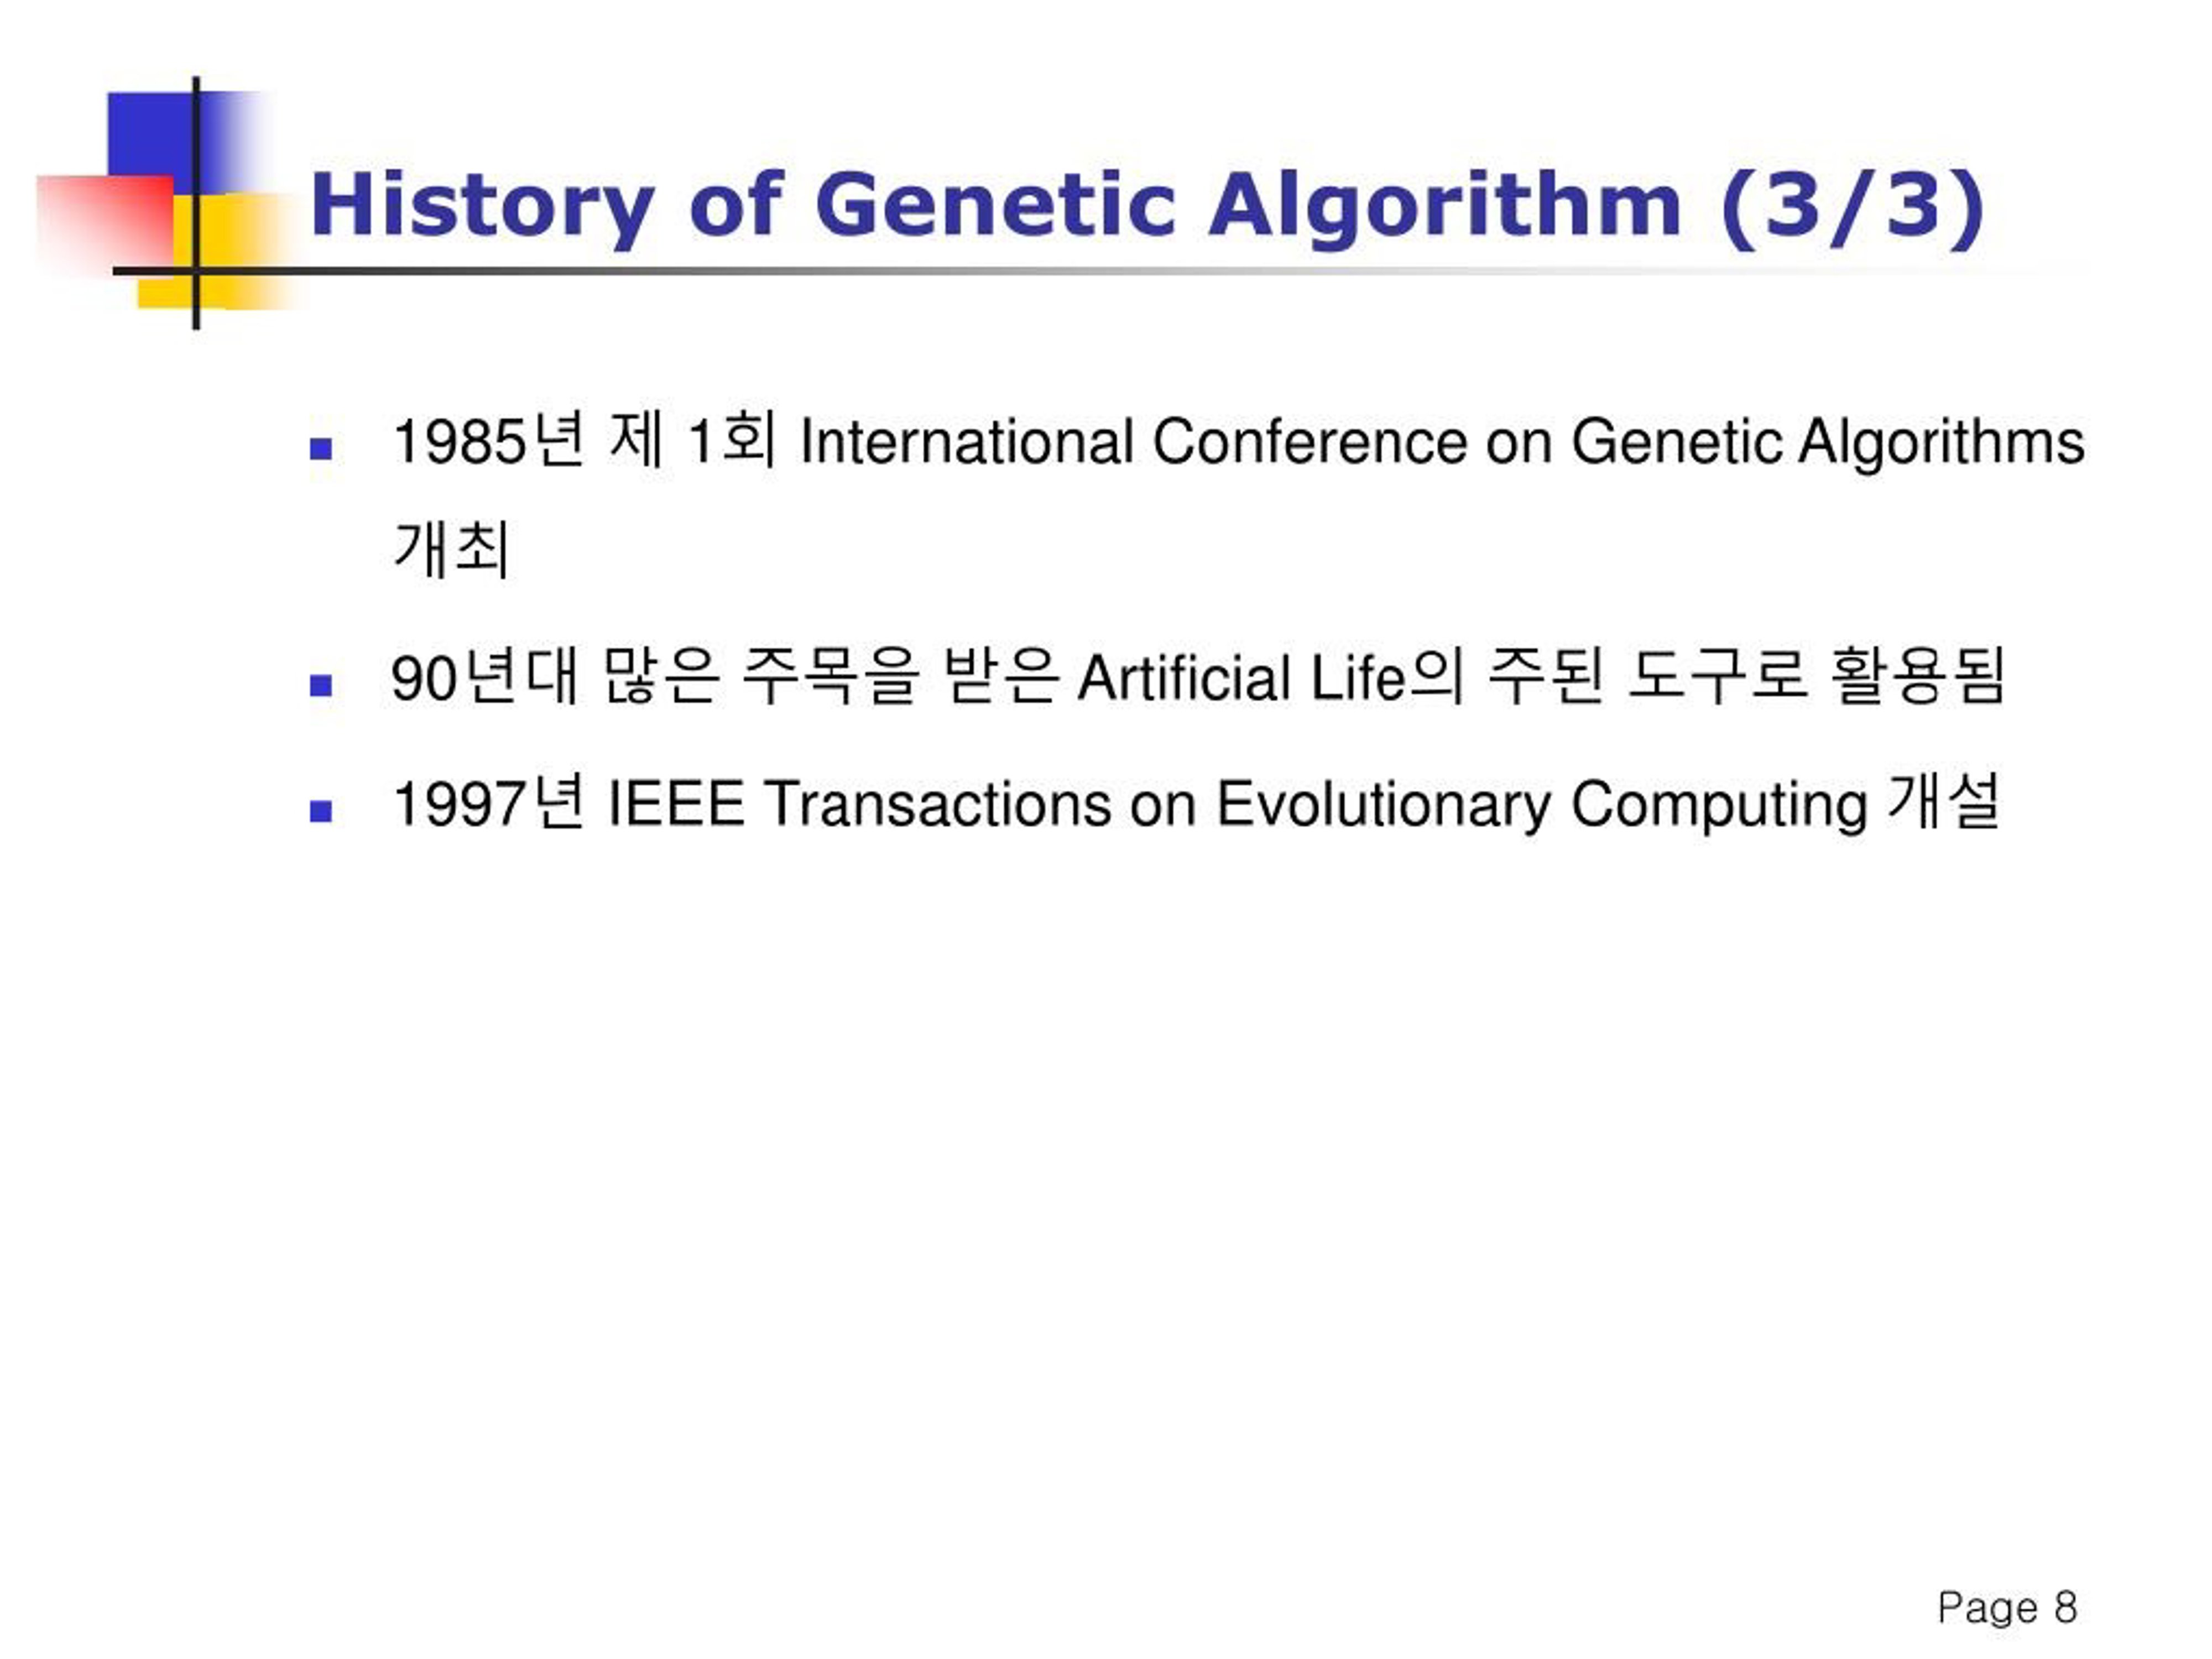 History of Genetic Algorithm (3/3)
1985년 제 1회 International Conference on Genetic Algorithms
개최
90년대 많은 주목을 받은 Artificial Life의 주된 도구로 활용됨
1997년 IEEE Transactions on Evolutionary Computing 개설
Page 8